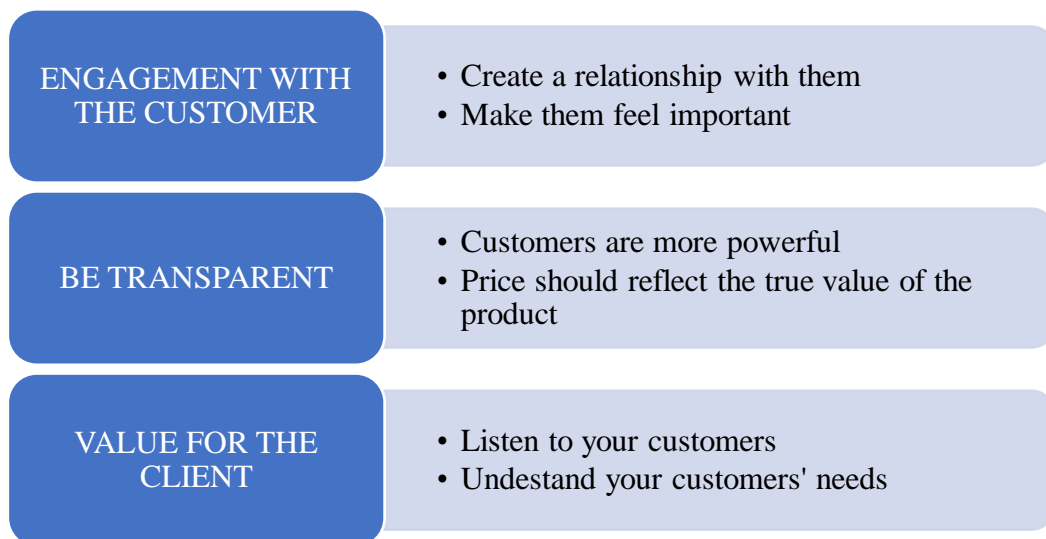 ENGAGEMENT WITH
THE CUSTOMER
• Create a relationship with them
• Make them feel important
BE TRANSPARENT
• Customers are more powerful
• Price should reflect the true value of the
product
VALUE FOR THE
CLIENT
• Listen to your customers
• Undestand your customers' needs